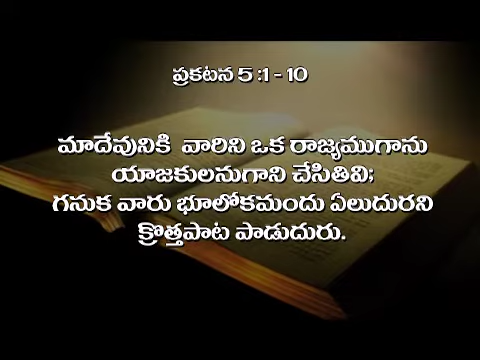 ప్రకటన 5 :1 - 10
మాదేవునికి వారిని ఒక రాజ్యముగాను
యాజకులనుగాని చేసితివి;
గనుక వారు భూలోకమందు ఏలుదురని
క్రొత్తపాట పాడుదురు.